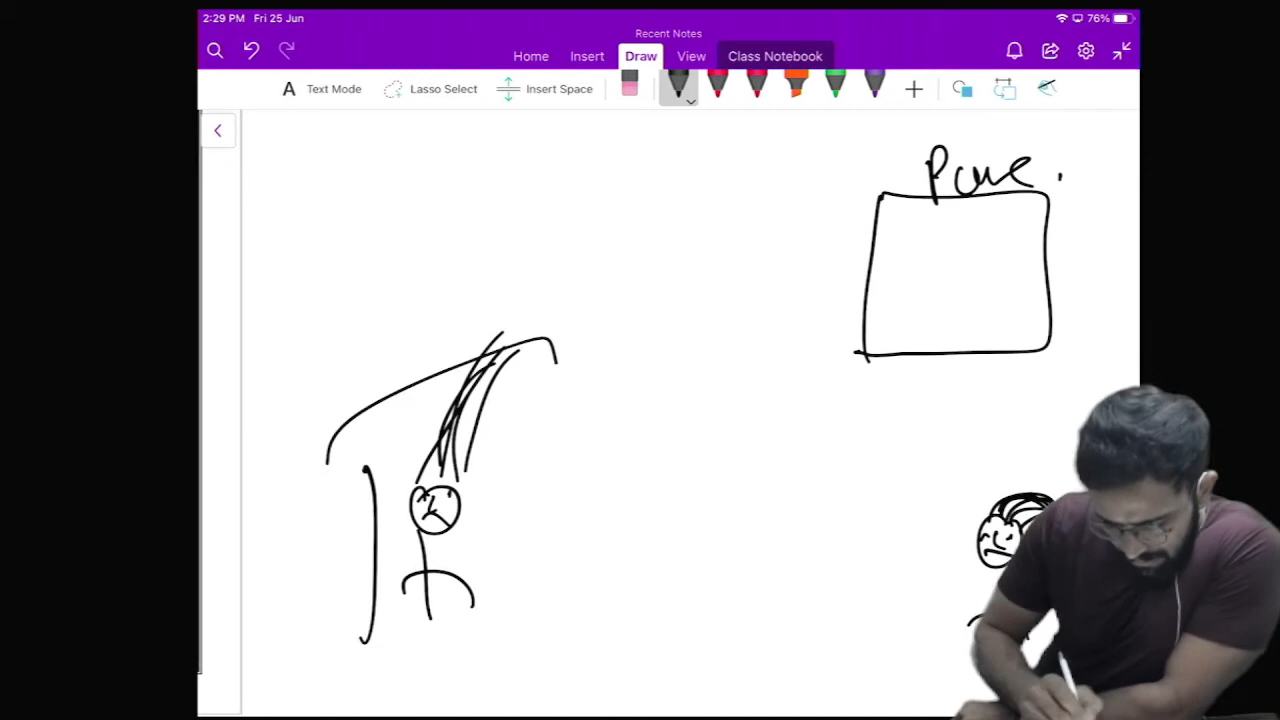 2:29 PM Fri 25 Jun
76%
Recent Notes
Home Insert Draw View Class Notebook
A Text Mode Lasso Select Insert Space